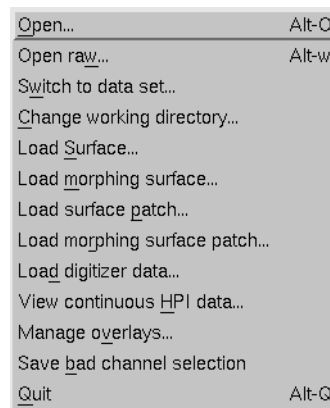 Open... Alt-O
Open raw... Alt-w
Switch to data set...
Change working directory...
Load Surface...
Load morphing surface...
Load surface patch...
Load morphing surface patch...
Load digitizer data...
View continuous HPI data...
Manage overlays...
Save bad channel selection
Quit Alt-Q